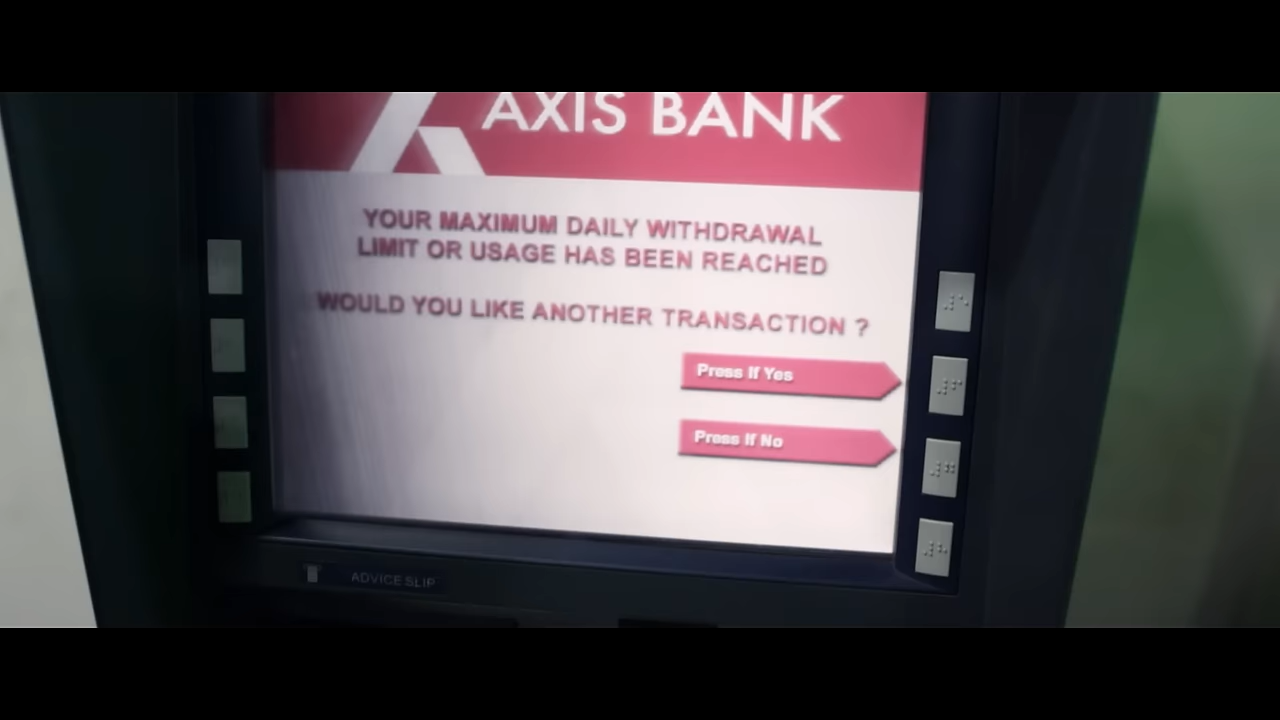 AXIS BANK
YOUR MAXIMUM DAILY WITHDRAWAL
LIMIT OR USAGE HAS BEEN REACHED
WOULD YOU LIKE ANOTHER TRANSACTION ?
Press If Yes
Press If No
ADVICE SLIP